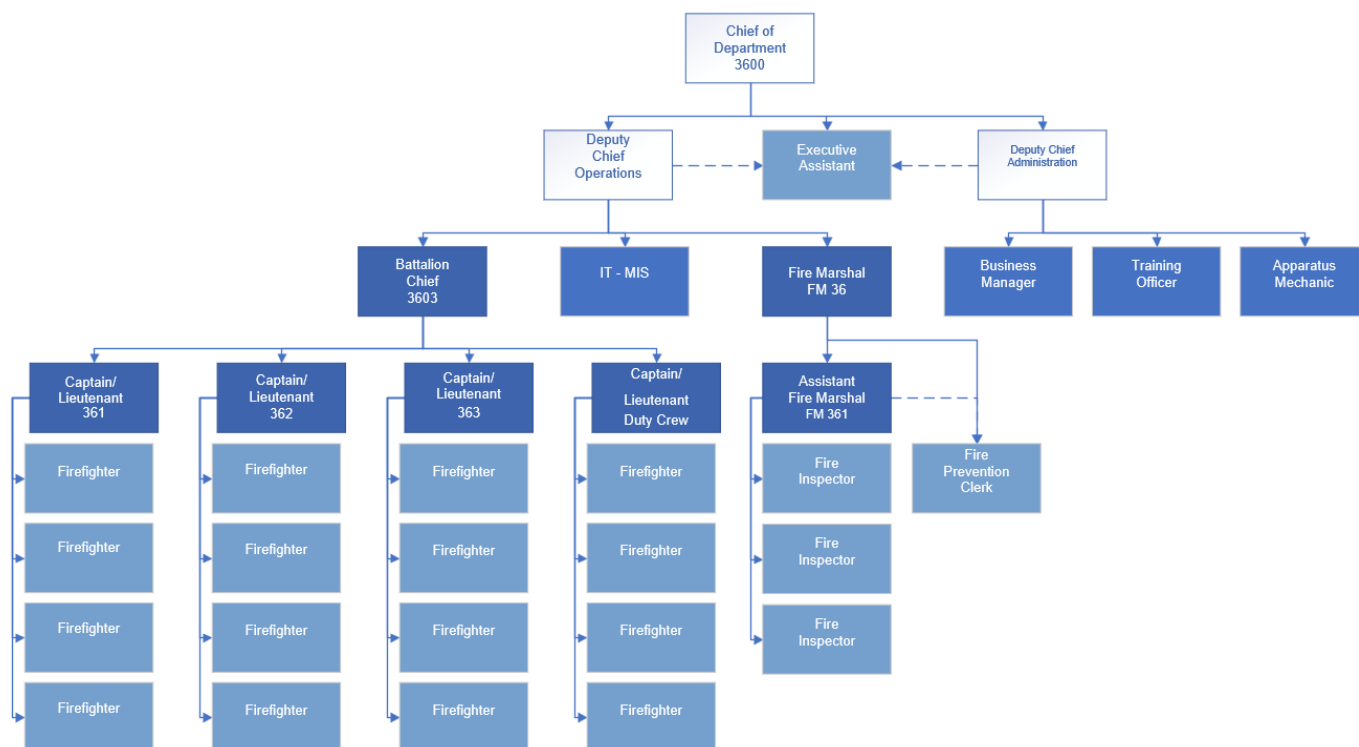 Chief of
Department
3600
Deputy
Chief
Operations
Executive
Assistant
Deputy Chief
Administration
Battalion
Chief
3603
IT - MIS
Fire Marshal
FM 36
Business
Manager
Training
Officer
Apparatus
Mechanic
Captain/
Lieutenant
361
Captain/
Lieutenant
362
Captain/
Lieutenant
363
Captain/
Lieutenant
Duty Crew
Assistant
Fire Marshal
FM 361
Firefighter
Firefighter
Firefighter
Firefighter
Fire
Inspector
Fire
Prevention
Clerk
Firefighter
Firefighter
Firefighter
Firefighter
Fire
Inspector
Firefighter
Firefighter
Firefighter
Firefighter
Fire
Inspector
Firefighter
Firefighter
Firefighter
Firefighter